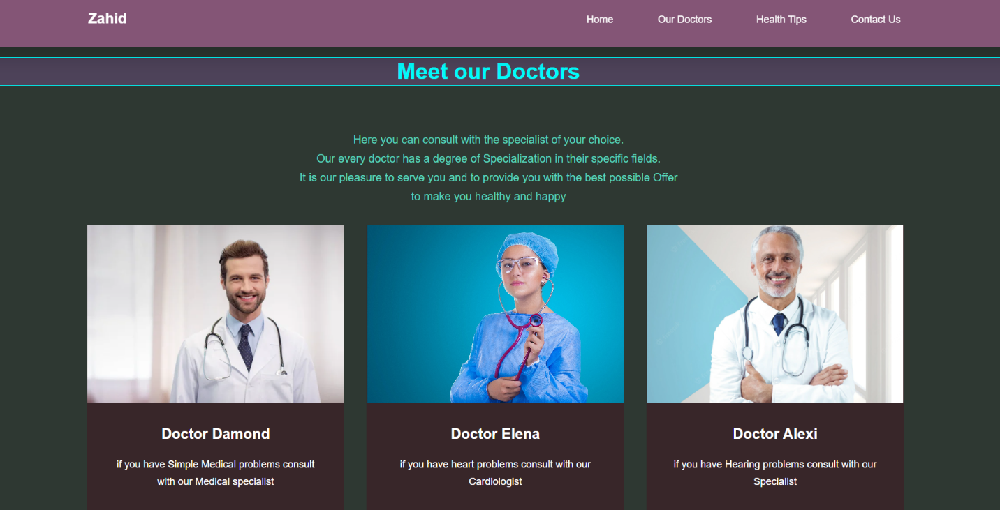 Zahid
Home
Our Doctors
Health Tips
Contact Us
Meet our Doctors
Here you can consult with the specialist of your choice.
Our every doctor has a degree of Specialization in their specific fields.
It is our pleasure to serve you and to provide you with the best possible Offer
to make you healthy and happy
Doctor Damond
if you have Simple Medical problems consult
with our Medical specialist
Doctor Elena
if you have heart problems consult with our
Cardiologist
Doctor Alexi
if you have Hearing problems consult with our
Specialist